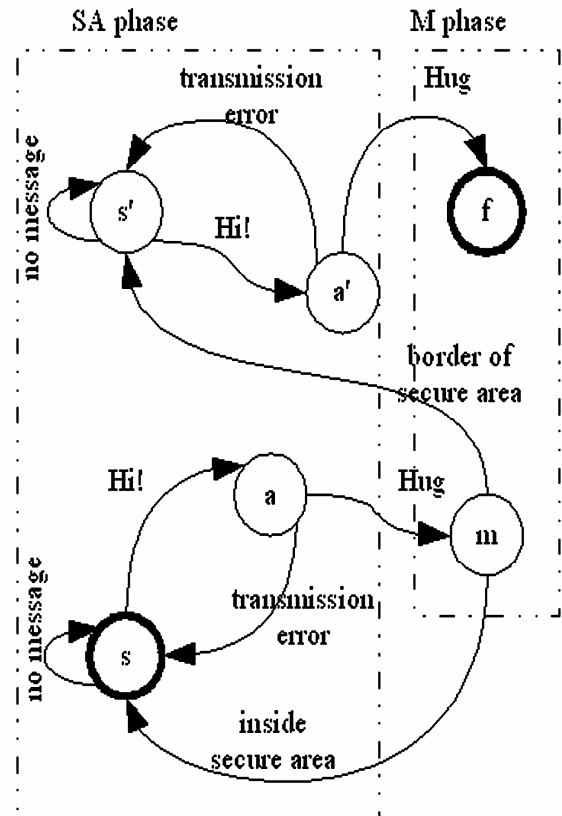 SA phase
M phase
transmission
error
Hug
no message
s'
Hi!
f
a'
border of
secure area
Hi!
a
Hug
m
no message
transmission
error
s
inside
secure area